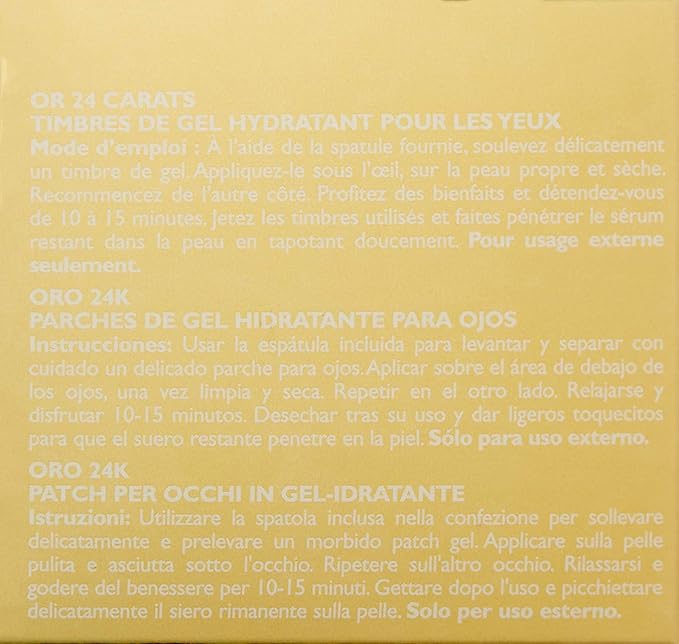 OR 24 CARATS
TIMBRES DE GEL HYDRATANT POUR LES YEUX
Mode d'emploi : À l'aide de la spatule fournie, soulevez délicatement
un timbre de gel. Appliquez-le sous l'œil, sur la peau propre et sèche.
Recommencez de l'autre côté. Profitez des bienfaits et détendez-vous
de 10 à 15 minutes. Jetez les timbres utilisés et faites pénétrer le sérum
restant dans la peau en tapotant doucement. Pour usage externe
seulement.
ORO 24K
PARCHES DE GEL HIDRATANTE PARA OJOS
Instrucciones: Usar la espátula incluida para levantar y separar con
cuidado un delicado parche para ojos. Aplicar sobre el área de debajo de
los ojos, una vez limpia y seca. Repetir en el otro lado. Relajarse y
disfrutar 10-15 minutos. Desechar tras su uso y dar ligeros toquecitos
para que el suero restante penetre en la piel. Sólo para uso externo.
ORO 24K
PATCH PER OCCHI IN GEL-IDRATANTE
Istruzioni: Utilizzare la spatola inclusa nella confezione per sollevare
delicatamente e prelevare un morbido patch gel. Applicare sulla pelle
pulita e asciutta sotto l'occhio. Ripetere sull'altro occhio. Rilassarsi e
godere del benessere per 10-15 minuti. Gettare dopo l'uso e picchiettare
delicatamente il siero rimanente sulla pelle. Solo per uso esterno.